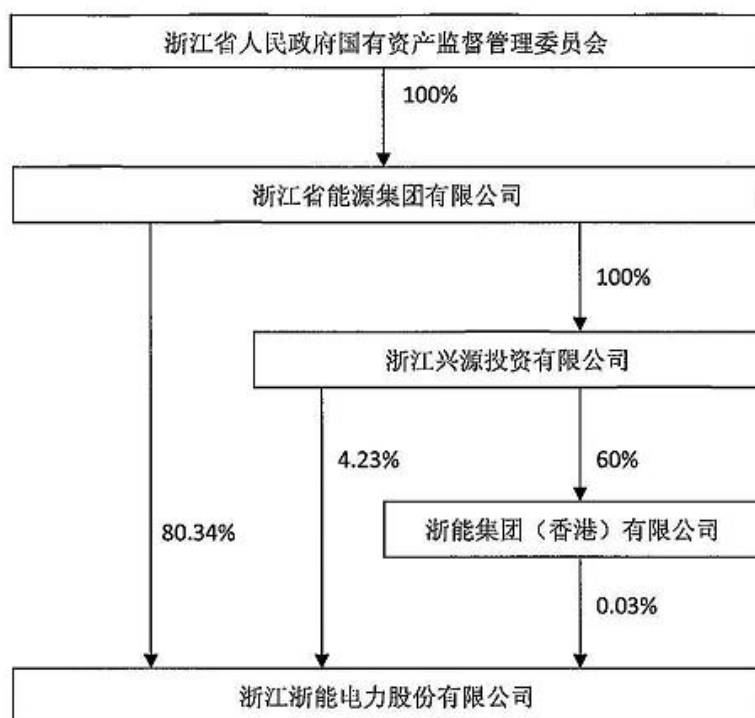 浙江省人民政府国有资产监督管理委员会
100%
浙江省能源集团有限公司
100%
浙江兴源投资有限公司
4.23%
60%
浙能集团（香港）有限公司
80.34%
0.03%
浙江浙能电力股份有限公司